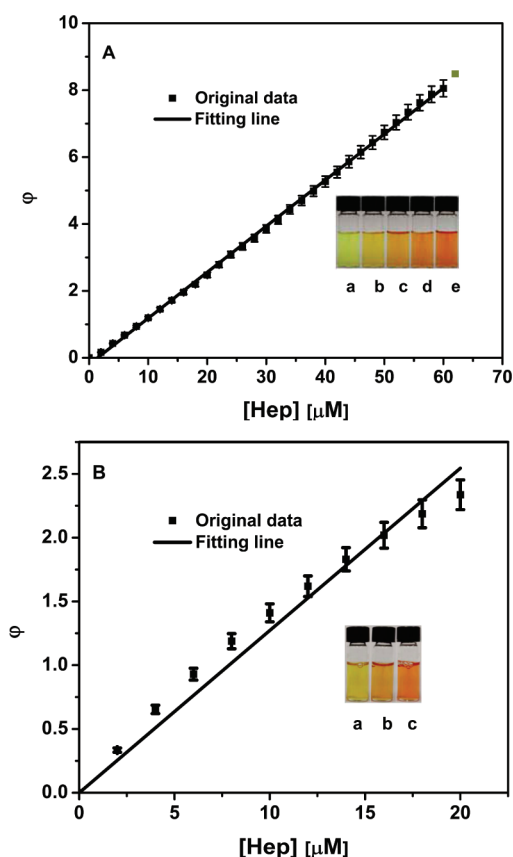 A
Original data
Fitting line
φ
10
8
6
4
2
0
a b c d e
0 10 20 30 40 50 60 70
[Hep] [μM]
B
Original data
Fitting line
φ
2.5
2.0
1.5
1.0
0.5
0.0
a b c
0 5 10 15 20
[Hep] [μM]